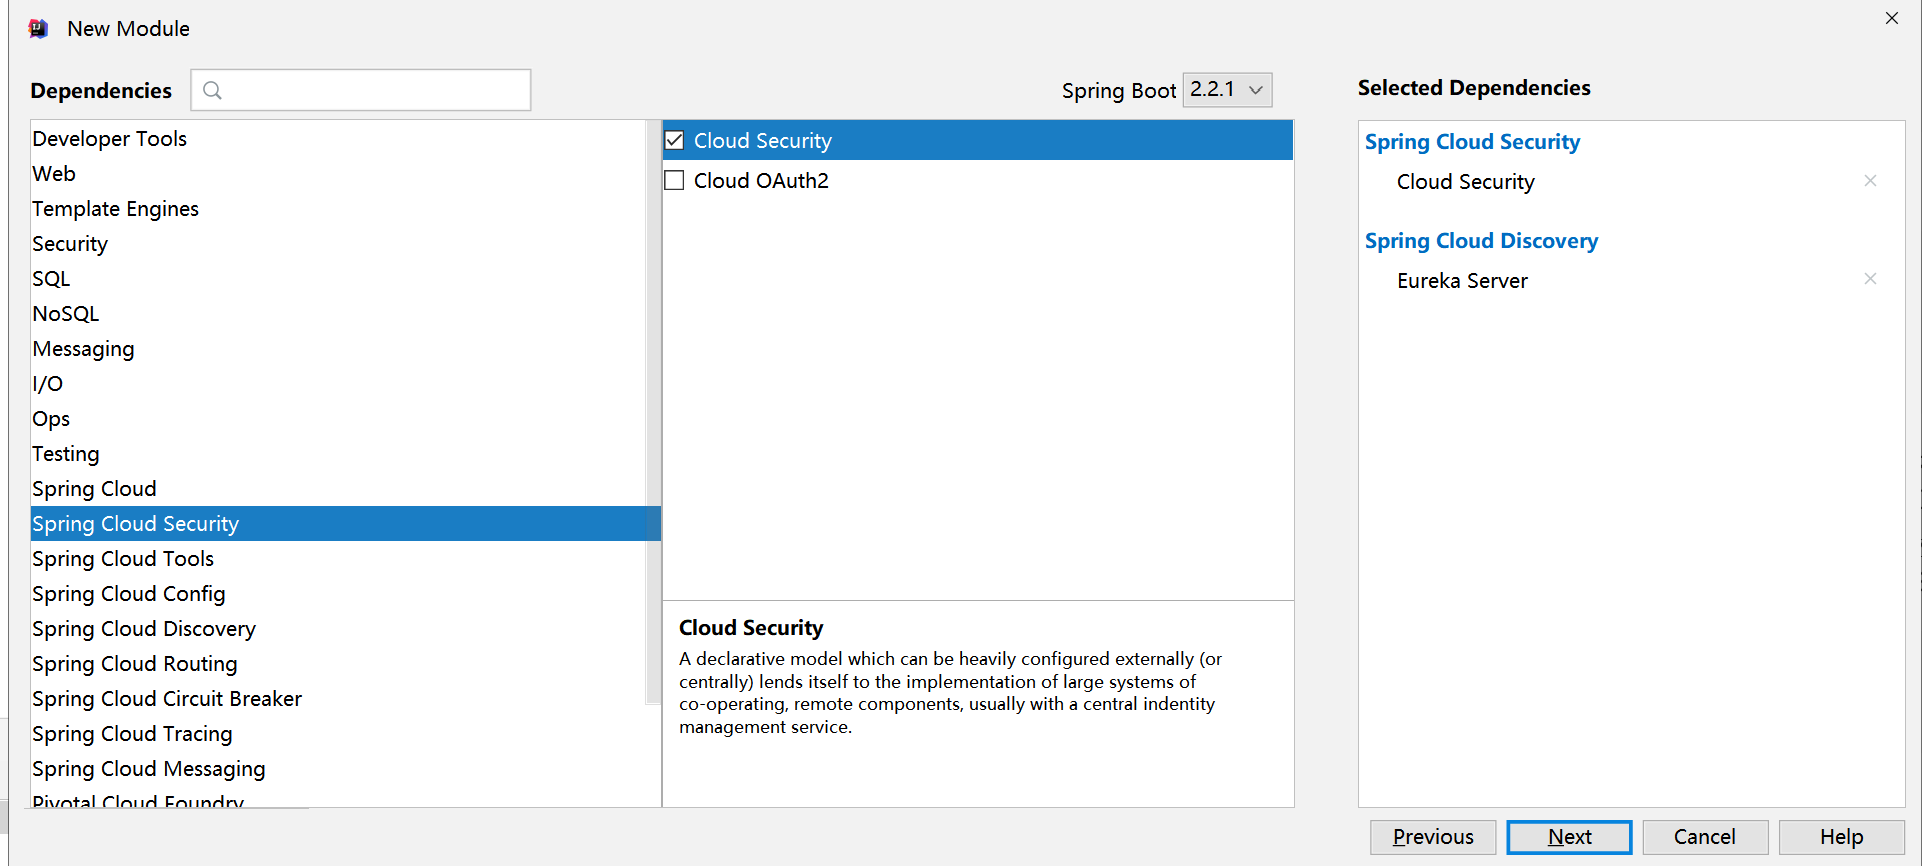 New Module
Dependencies
Spring Boot 2.2.1
Selected Dependencies
Developer Tools
Web
Template Engines
Security
SQL
NoSQL
Messaging
I/O
Ops
Testing
Spring Cloud
Spring Cloud Security
Spring Cloud Tools
Spring Cloud Config
Spring Cloud Discovery
Spring Cloud Routing
Spring Cloud Circuit Breaker
Spring Cloud Tracing
Spring Cloud Messaging
Pivotal Cloud Foundry
Cloud Security
Cloud OAuth2
Cloud Security
A declarative model which can be heavily configured externally (or
centrally) lends itself to the implementation of large systems of
co-operating, remote components, usually with a central indentity
management service.
Spring Cloud Security
Cloud Security
Spring Cloud Discovery
Eureka Server
Previous
Next
Cancel
Help